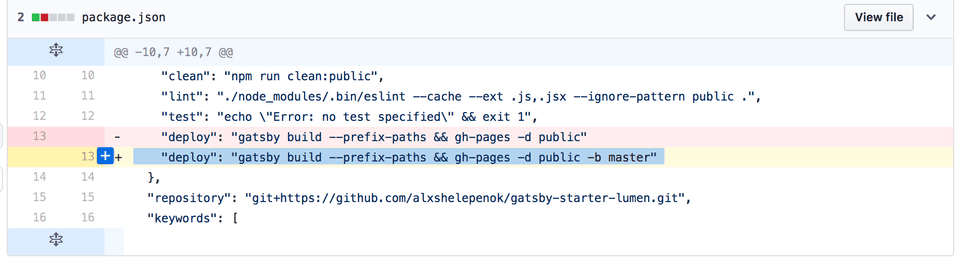 2 package.json View file
@@ -10,7 +10,7 @@
10 10 "clean": "npm run clean:public",
11 11 "lint": "./node_modules/.bin/eslint --cache --ext .js,.jsx --ignore-pattern public .",
12 12 "test": "echo \"Error: no test specified\" && exit 1",
13 - "deploy": "gatsby build --prefix-paths && gh-pages -d public"
13 + "deploy": "gatsby build --prefix-paths && gh-pages -d public -b master"
14 14 },
15 15 "repository": "git+https://github.com/alxshelepenok/gatsby-starter-lumen.git",
16 16 "keywords": [